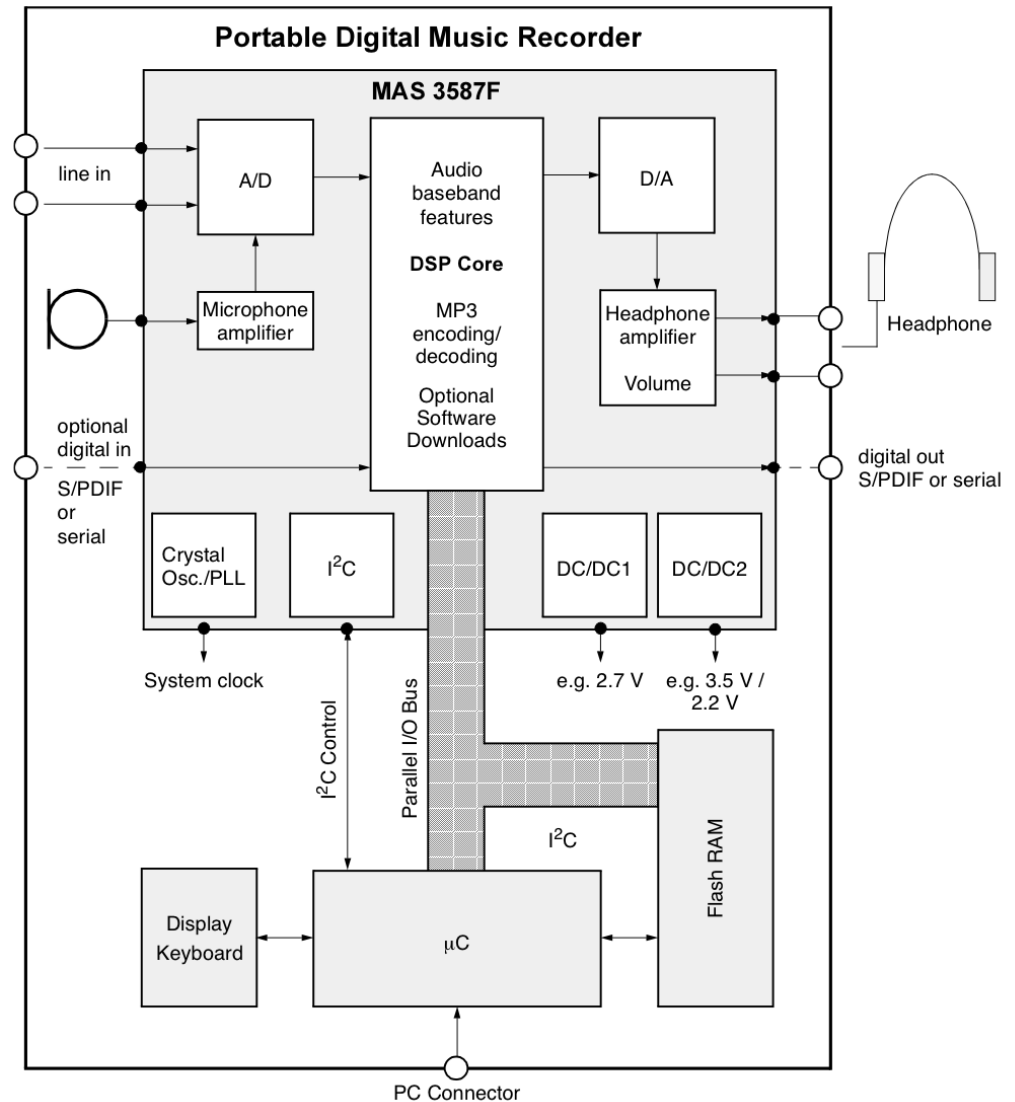 Portable Digital Music Recorder
MAS 3587F
line in
A/D
Audio
baseband
features
DSP Core
MP3
encoding/
decoding
Optional
Software
Downloads
D/A
Microphone
amplifier
Headphone
amplifier
Volume
Headphone
optional
digital in
S/PDIF
or
serial
digital out
S/PDIF or serial
Crystal
Osc./PLL
I²C
DC/DC1
DC/DC2
System clock
e.g. 2.7 V
e.g. 3.5 V /
2.2 V
I²C Control
Parallel I/O Bus
I²C
Flash RAM
Display
Keyboard
µC
PC Connector